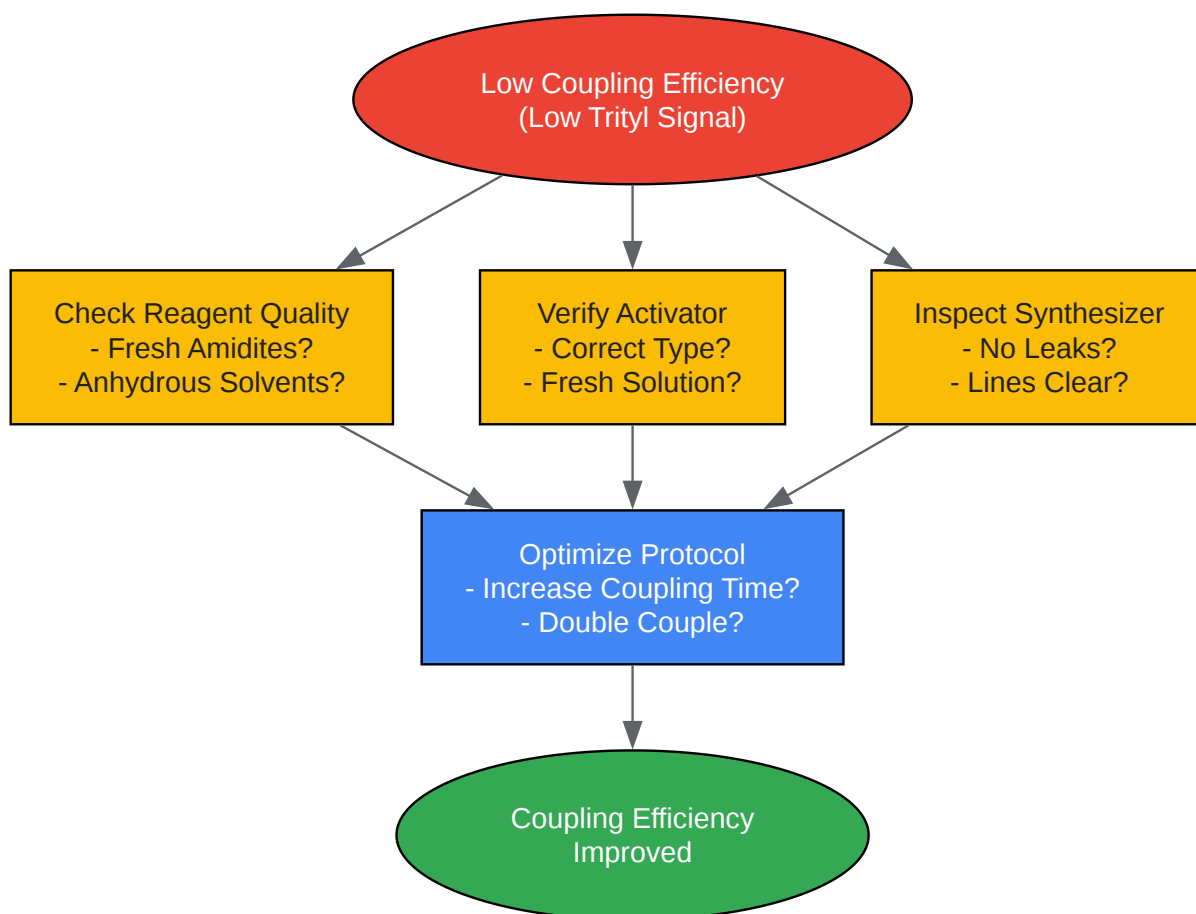 Low Coupling Efficiency
(Low Trityl Signal)
Check Reagent Quality
- Fresh Amidites?
- Anhydrous Solvents?
Verify Activator
- Correct Type?
- Fresh Solution?
Inspect Synthesizer
- No Leaks?
- Lines Clear?
Optimize Protocol
- Increase Coupling Time?
- Double Couple?
Coupling Efficiency
Improved